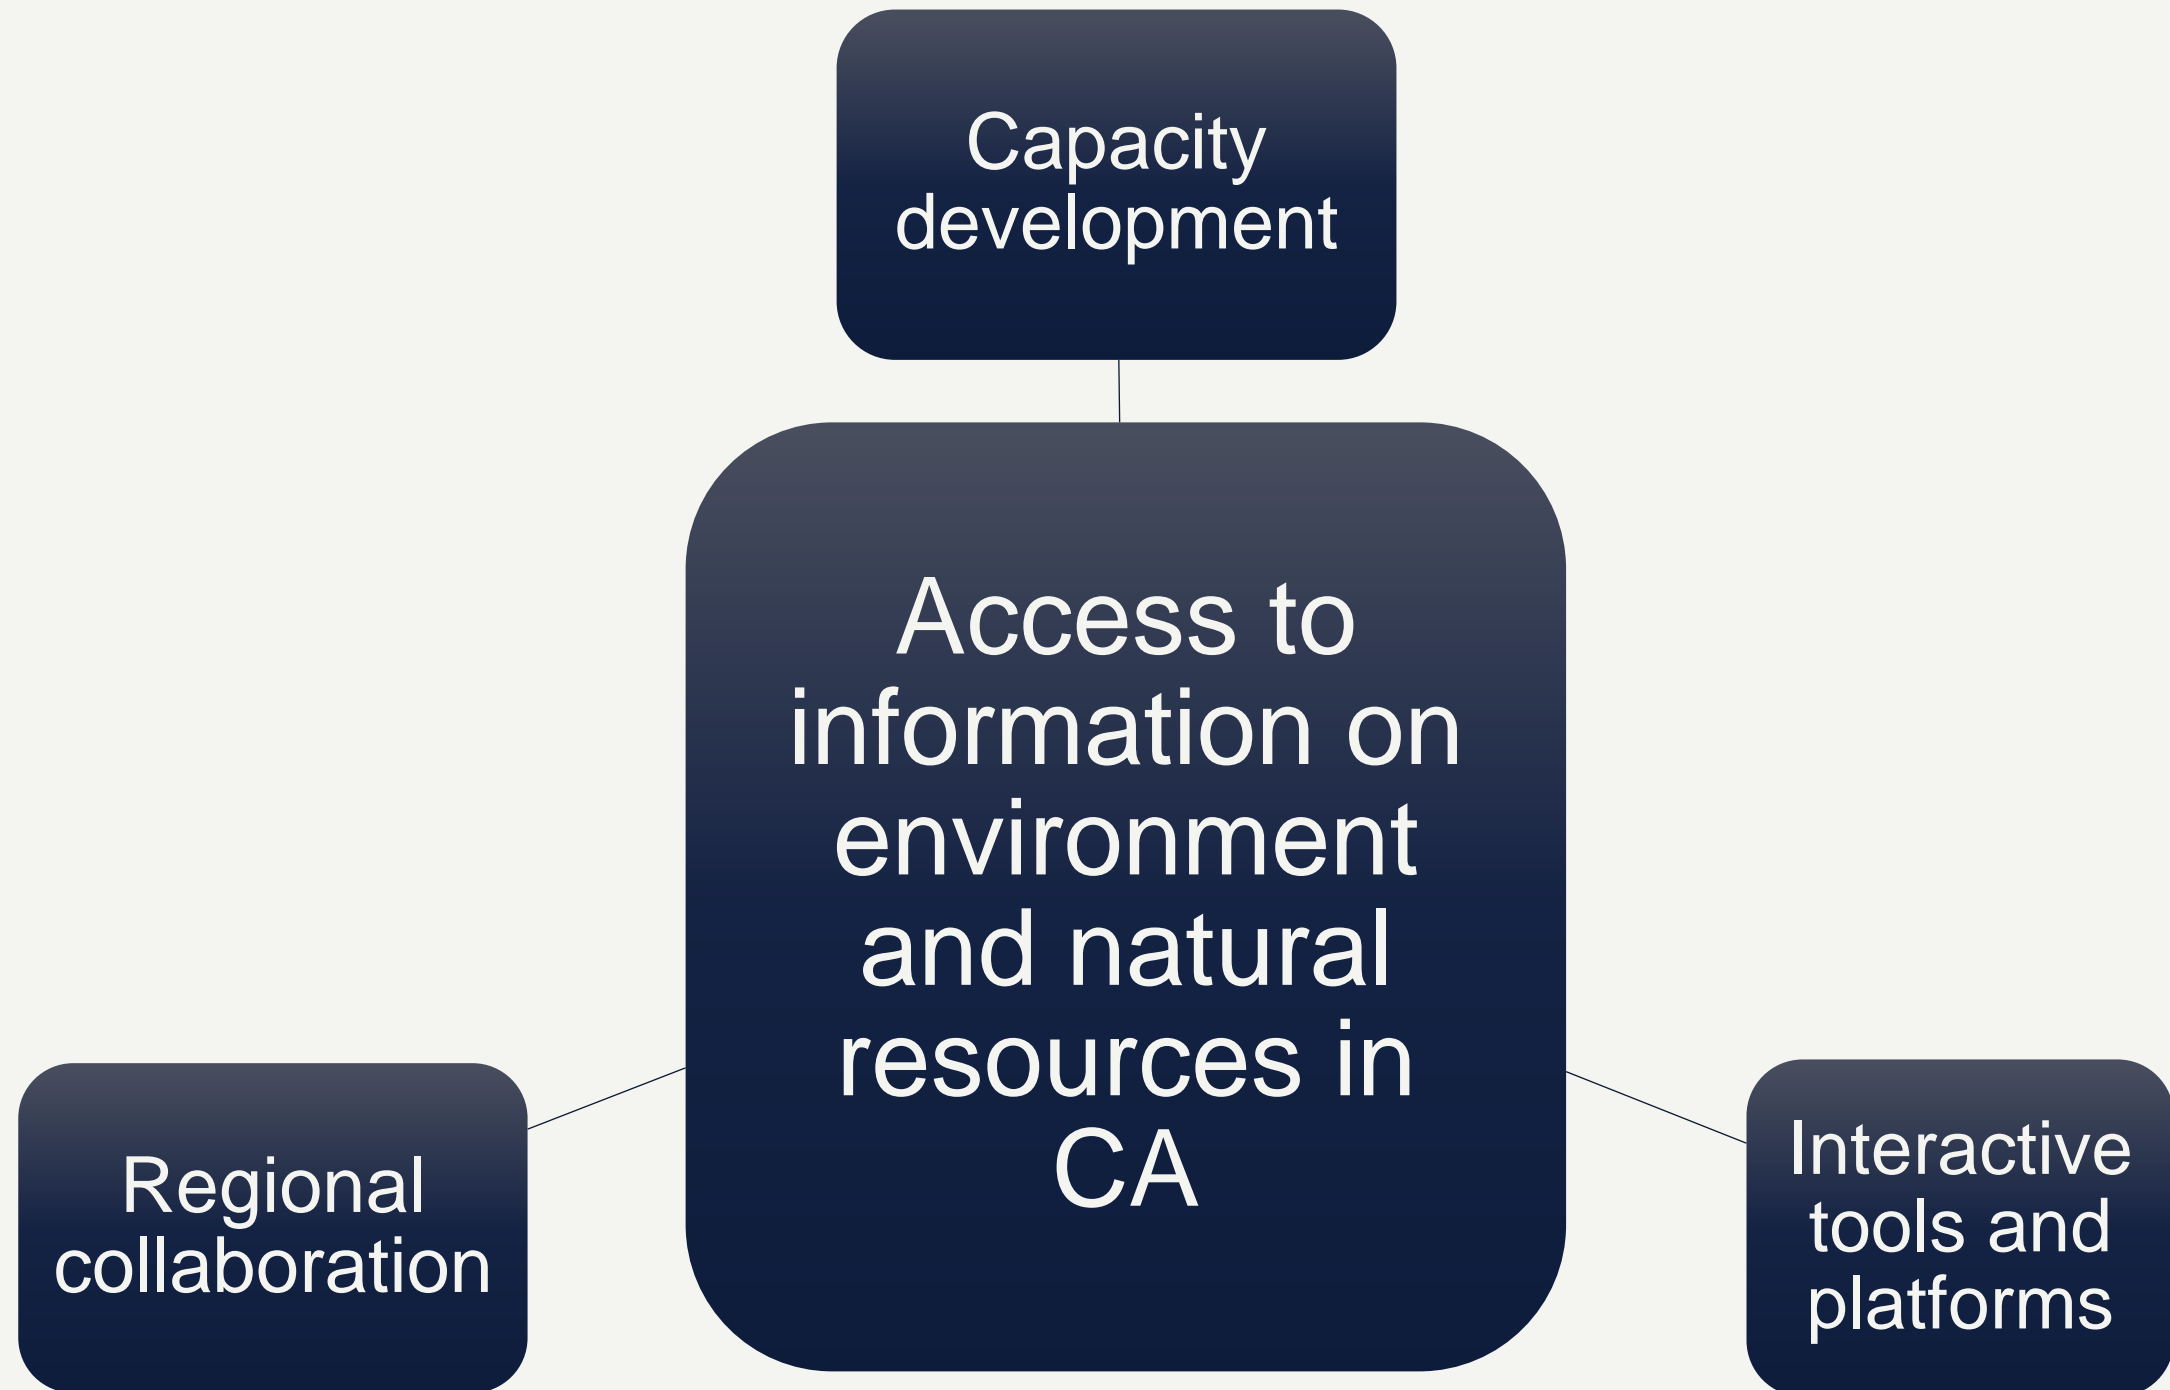 Capacity
development
Access to
information on
environment
and natural
resources in
CA
Regional
collaboration
Interactive
tools and
platforms